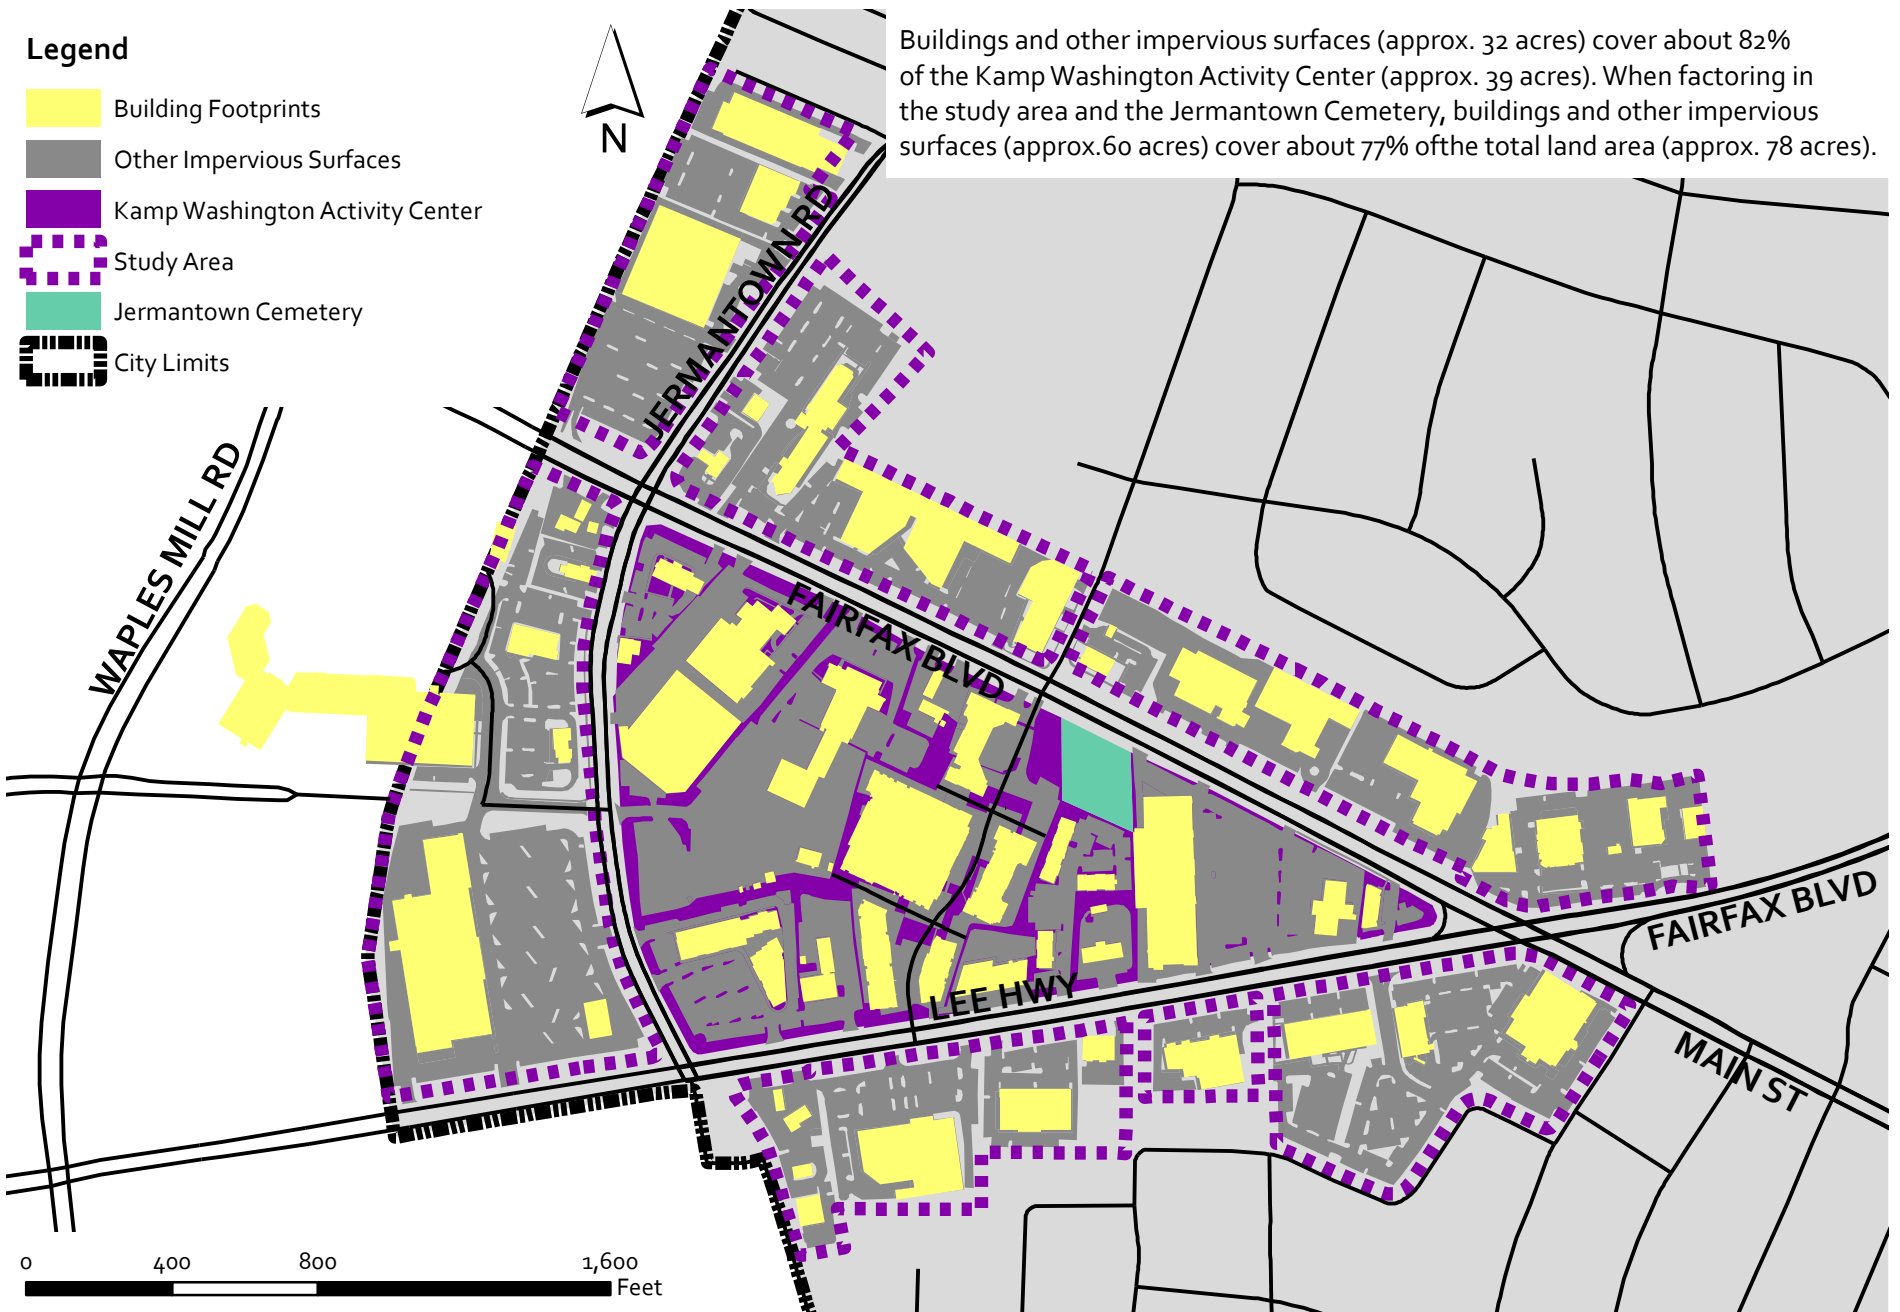 Legend
Building Footprints
Other Impervious Surfaces
Kamp Washington Activity Center
Study Area
Jermantown Cemetery
City Limits
N
Buildings and other impervious surfaces (approx. 32 acres) cover about 82%
of the Kamp Washington Activity Center (approx. 39 acres). When factoring in
the study area and the Jermantown Cemetery, buildings and other impervious
surfaces (approx.60 acres) cover about 77% ofthe total land area (approx. 78 acres).
JERMANTOWN RD
WAPLES MILL RD
FAIRFAX BLVD
FAIRFAX BLVD
LEE HWY
MAIN ST
0 400 800 1,600
Feet